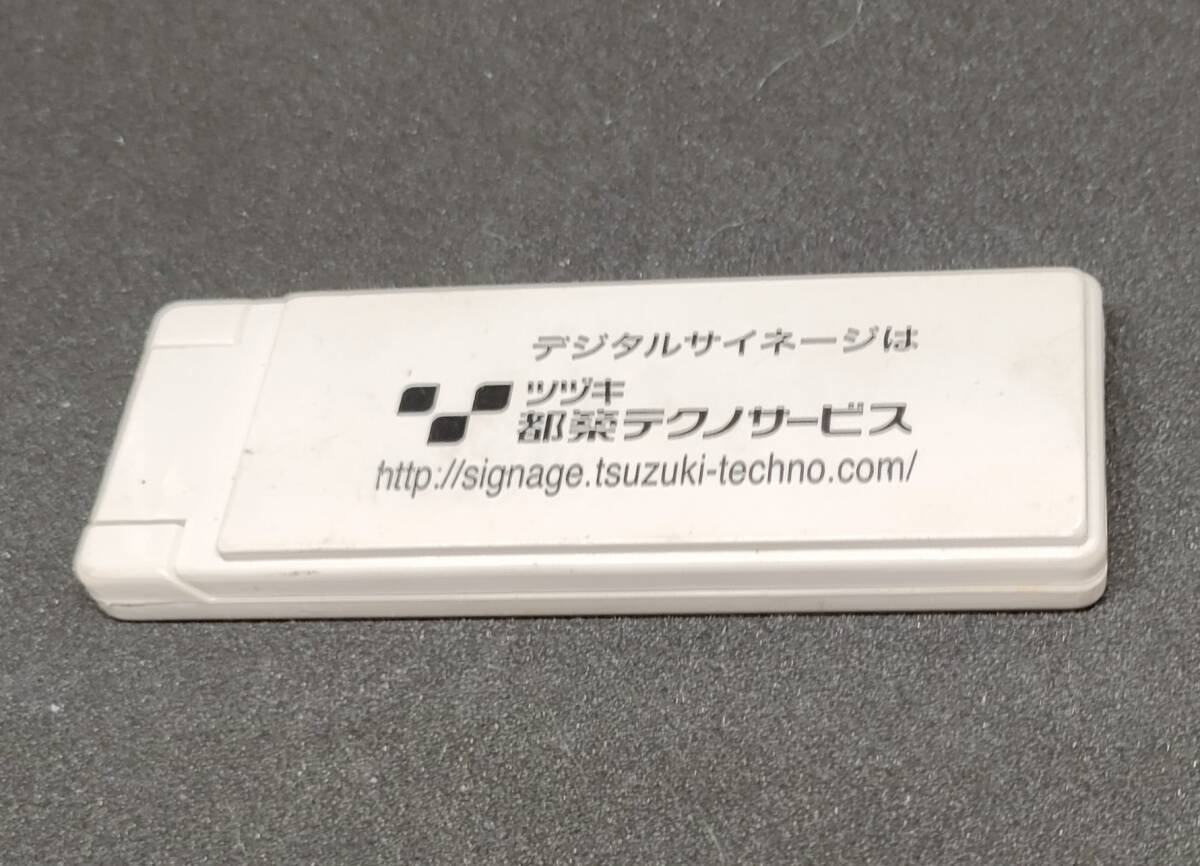 デジタルサイネージは
ツヅキ
都築テクノサービス
http://signage.tsuzuki-techno.com/